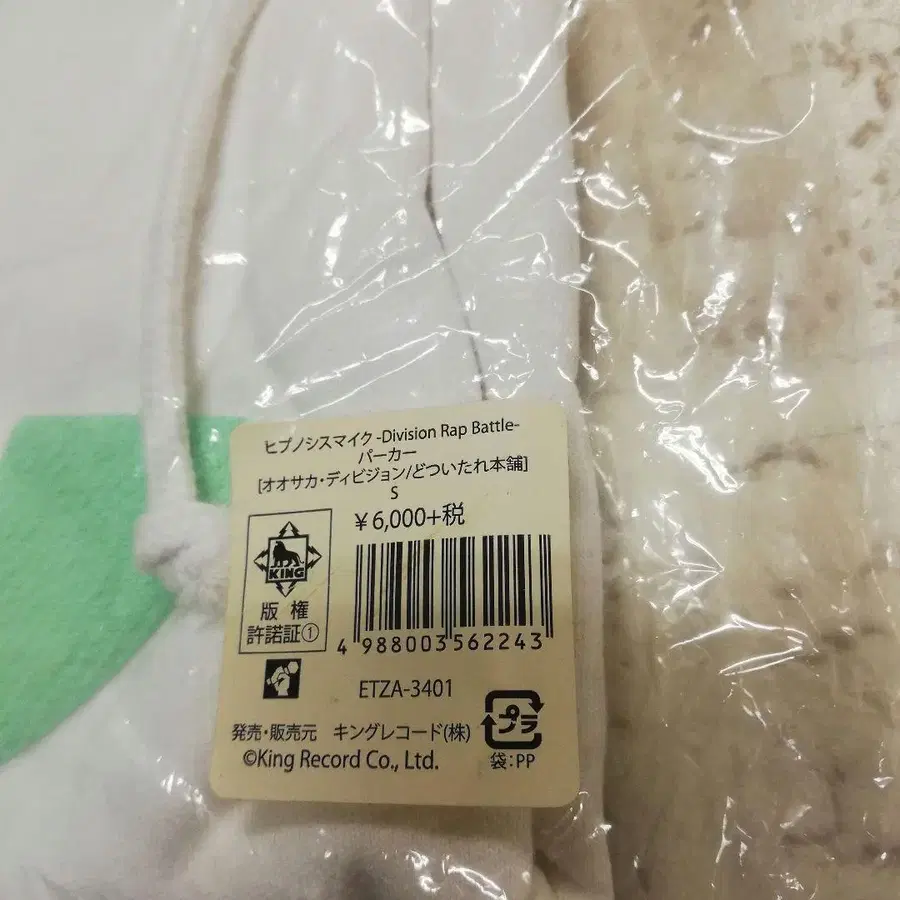 ヒプノシスマイク -Division Rap Battle-
パーカー
[オオサカ・ディビジョン/どついたれ本舗]
S
￥6,000+税
KING
版 権
許諾証①
4 988003 562243
ETZA-3401
発売・販売元 キングレコード(株)
©King Record Co., Ltd.
プラ
袋：PP